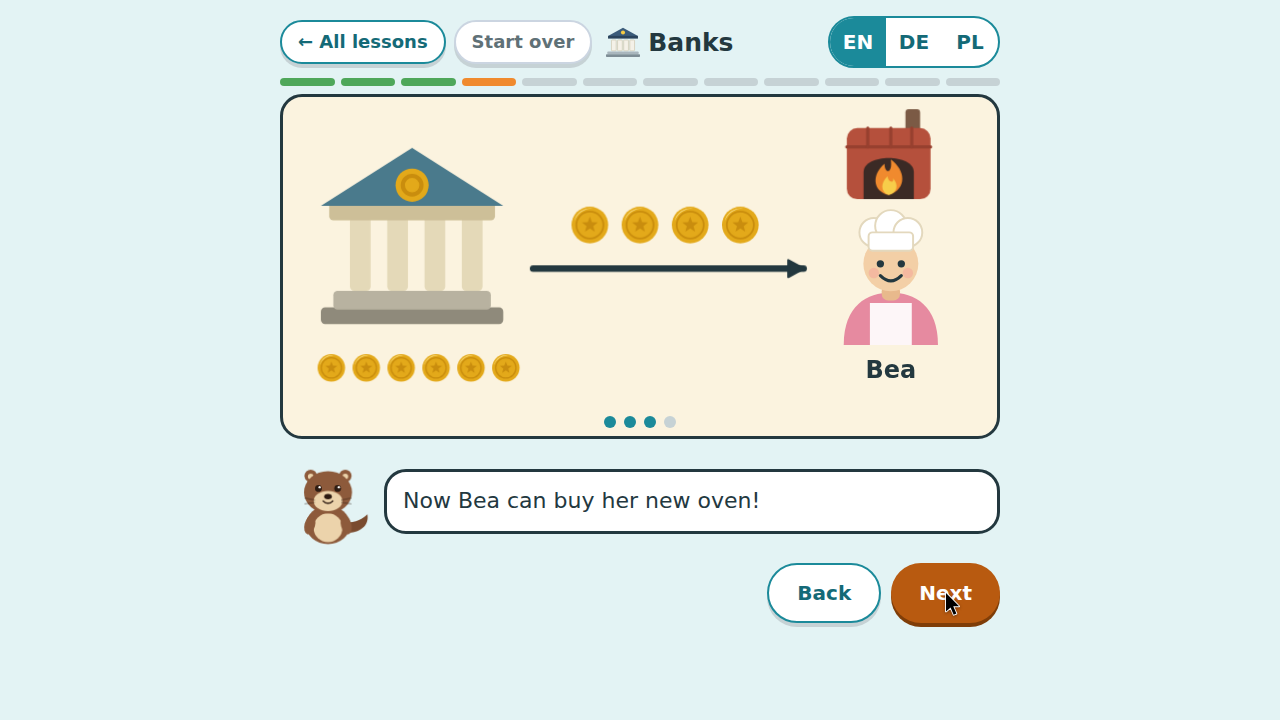 ← All lessons
Start over
Banks
EN DE PL
Bea
Now Bea can buy her new oven!
Back
Next